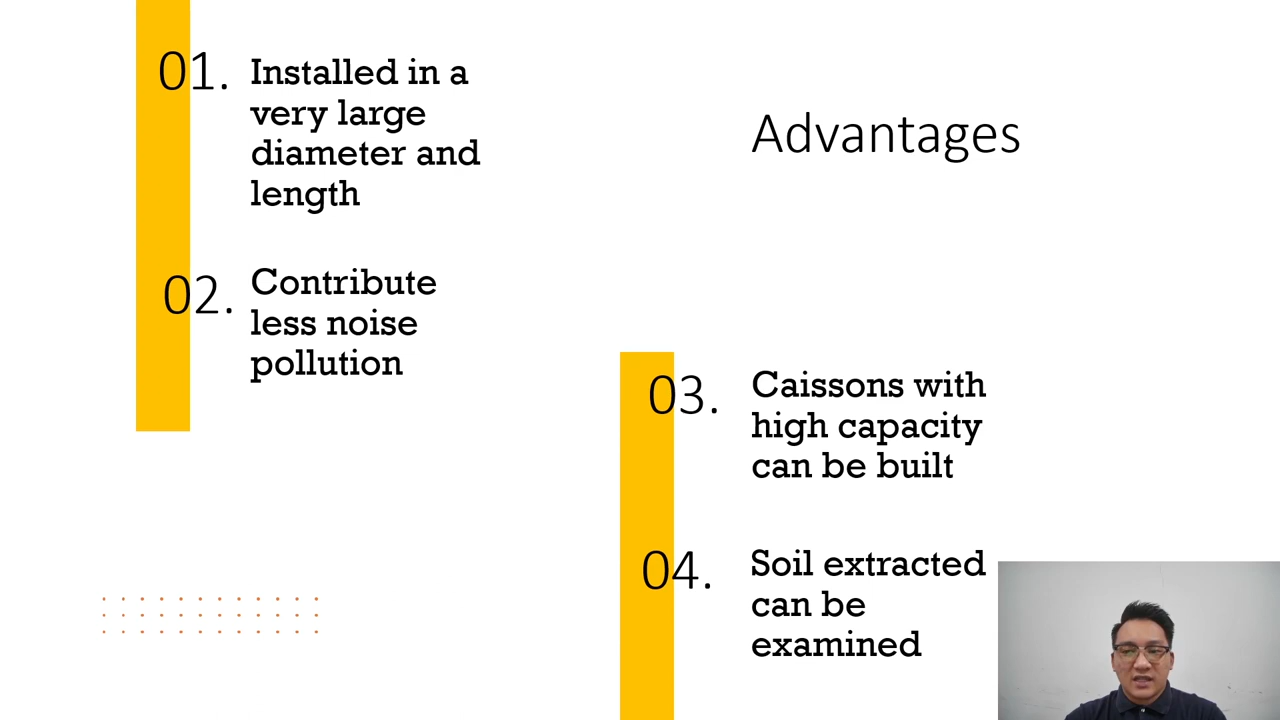 Advantages
01. Installed in a
very large
diameter and
length
02. Contribute
less noise
pollution
03. Caissons with
high capacity
can be built
04. Soil extracted
can be
examined